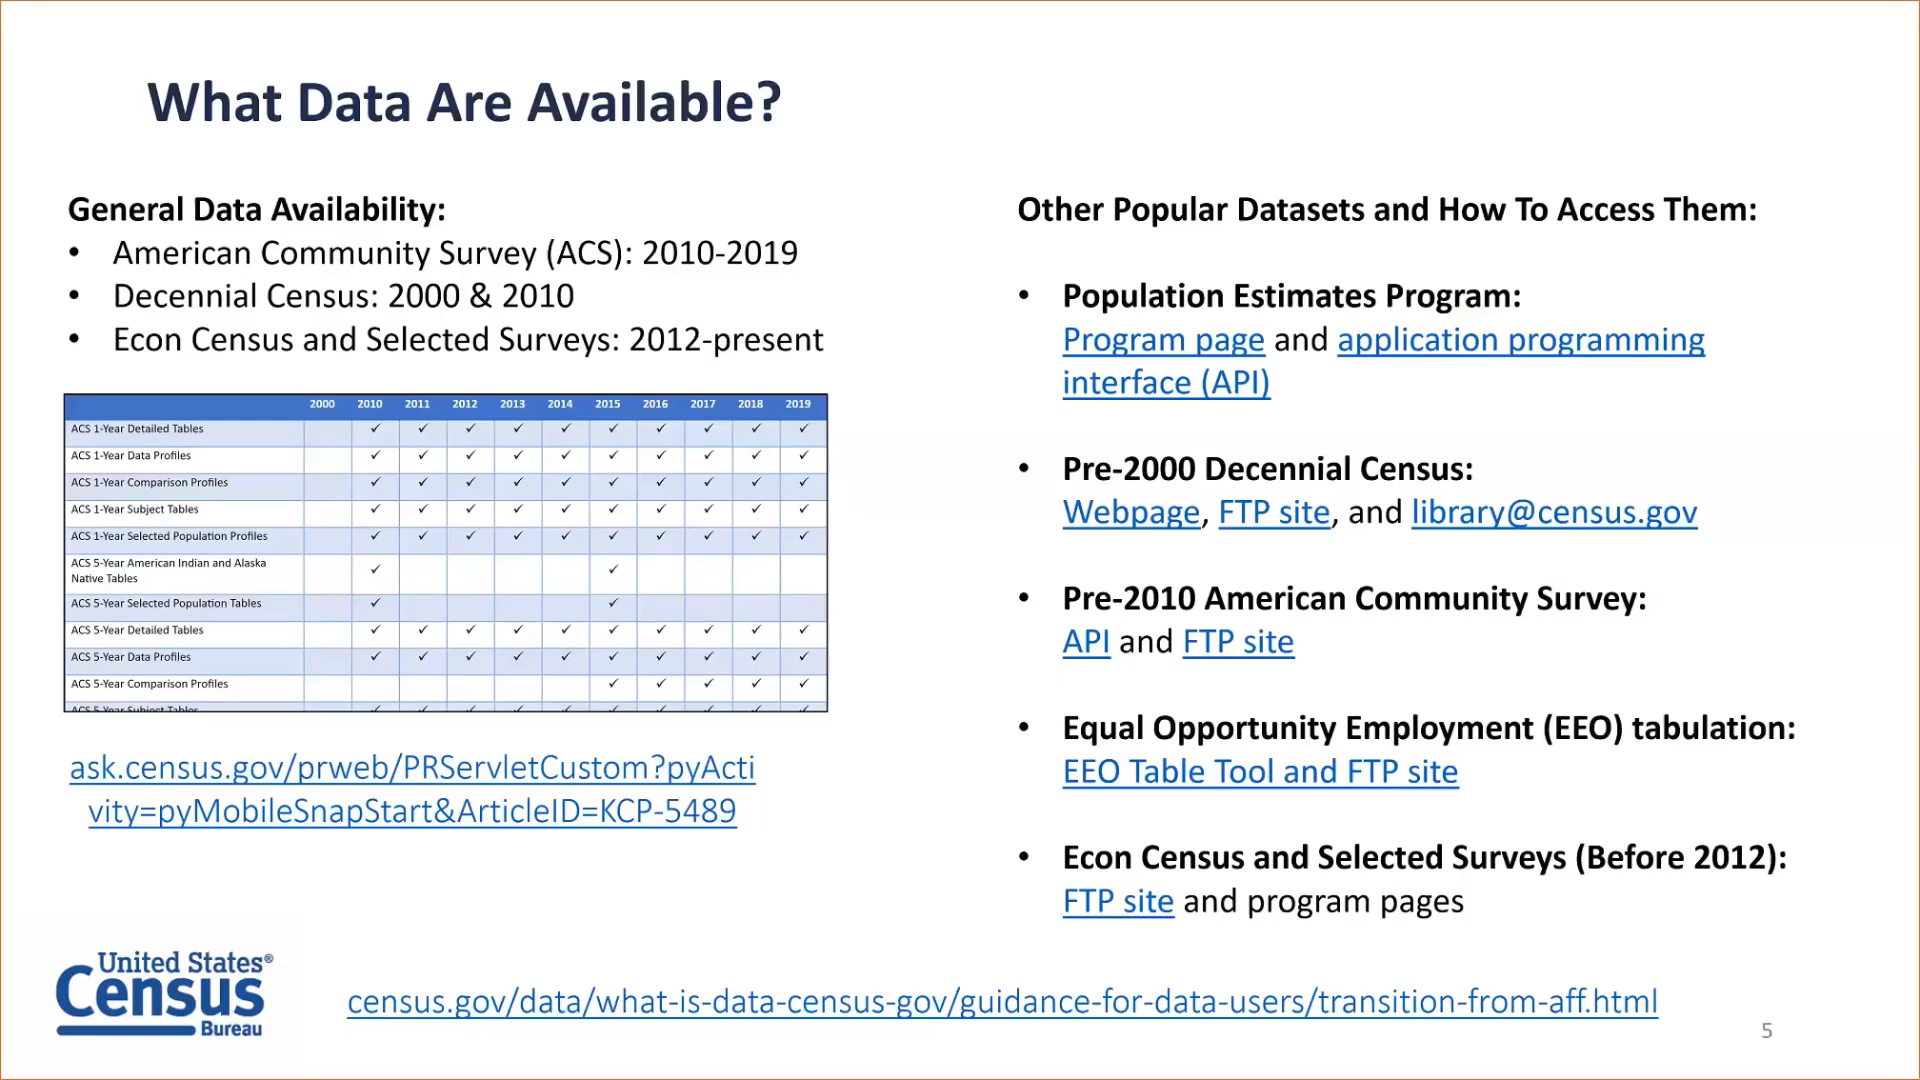 What Data Are Available?
General Data Availability:
• American Community Survey (ACS): 2010-2019
• Decennial Census: 2000 & 2010
• Econ Census and Selected Surveys: 2012-present
2000 2010 2011 2012 2013 2014 2015 2016 2017 2018 2019
ACS 1-Year Detailed Tables ✓ ✓ ✓ ✓ ✓ ✓ ✓ ✓ ✓ ✓
ACS 1-Year Data Profiles ✓ ✓ ✓ ✓ ✓ ✓ ✓ ✓ ✓ ✓
ACS 1-Year Comparison Profiles ✓ ✓ ✓ ✓ ✓ ✓ ✓ ✓ ✓ ✓
ACS 1-Year Subject Tables ✓ ✓ ✓ ✓ ✓ ✓ ✓ ✓ ✓ ✓
ACS 1-Year Selected Population Profiles ✓ ✓ ✓ ✓ ✓ ✓ ✓ ✓ ✓ ✓
ACS 5-Year American Indian and Alaska
Native Tables ✓ ✓
ACS 5-Year Selected Population Tables ✓ ✓
ACS 5-Year Detailed Tables ✓ ✓ ✓ ✓ ✓ ✓ ✓ ✓ ✓ ✓
ACS 5-Year Data Profiles ✓ ✓ ✓ ✓ ✓ ✓ ✓ ✓ ✓ ✓
ACS 5-Year Comparison Profiles ✓ ✓ ✓ ✓ ✓
ACS 5-Year Subject Tables ✓ ✓ ✓ ✓ ✓ ✓ ✓ ✓ ✓ ✓
ask.census.gov/prweb/PRServletCustom?pyActi
vity=pyMobileSnapStart&ArticleID=KCP-5489
Other Popular Datasets and How To Access Them:
• Population Estimates Program:
Program page and application programming
interface (API)
• Pre-2000 Decennial Census:
Webpage, FTP site, and library@census.gov
• Pre-2010 American Community Survey:
API and FTP site
• Equal Opportunity Employment (EEO) tabulation:
EEO Table Tool and FTP site
• Econ Census and Selected Surveys (Before 2012):
FTP site and program pages
United States®
Census
Bureau
census.gov/data/what-is-data-census-gov/guidance-for-data-users/transition-from-aff.html
5